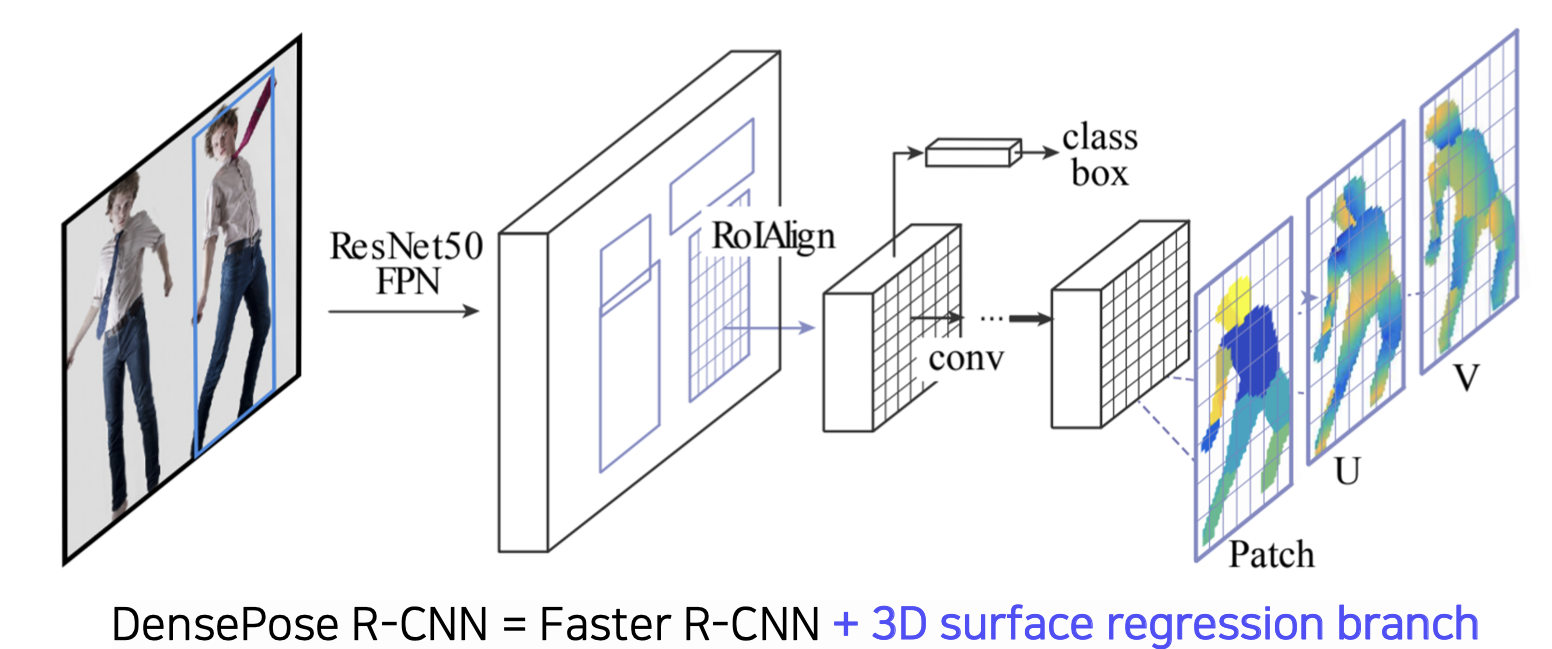 ResNet50
FPN
RoIAlign
class
box
conv
...
Patch
U
V
DensePose R-CNN = Faster R-CNN + 3D surface regression branch